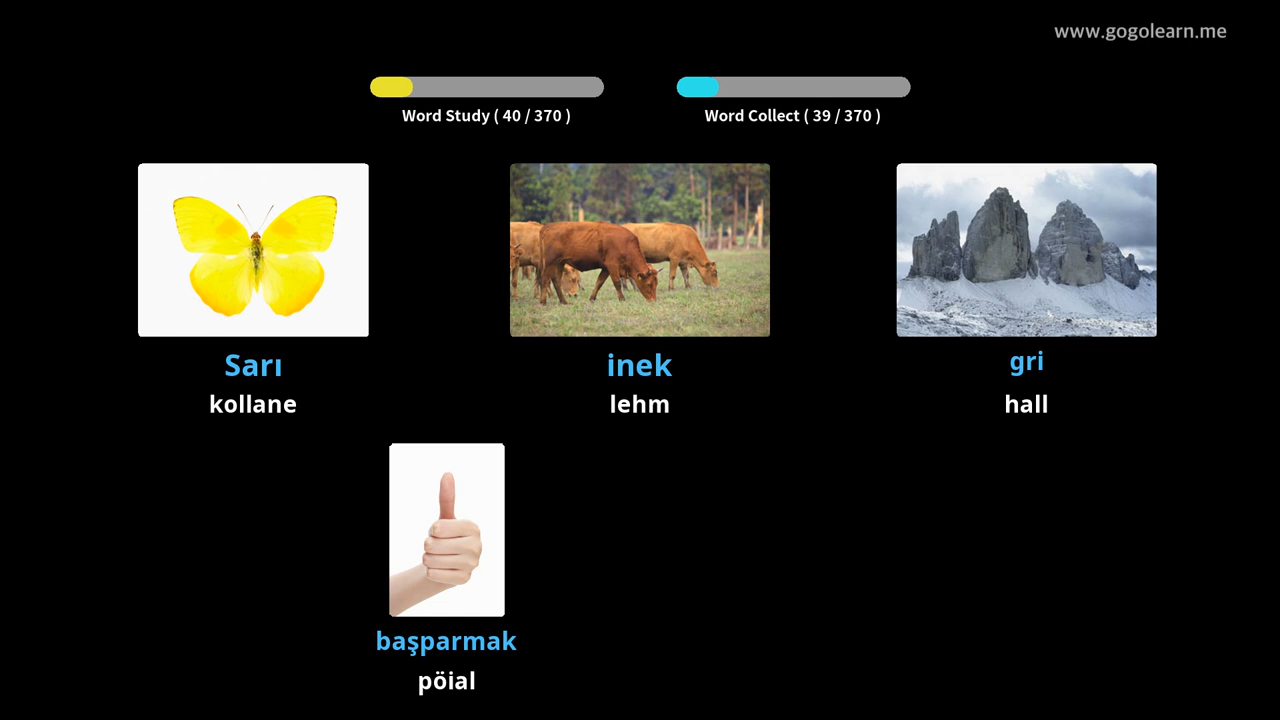 www.gogolearn.me
Word Study ( 40 / 370 )
Word Collect ( 39 / 370 )
Sarı
kollane
inek
lehm
gri
hall
başparmak
pöial